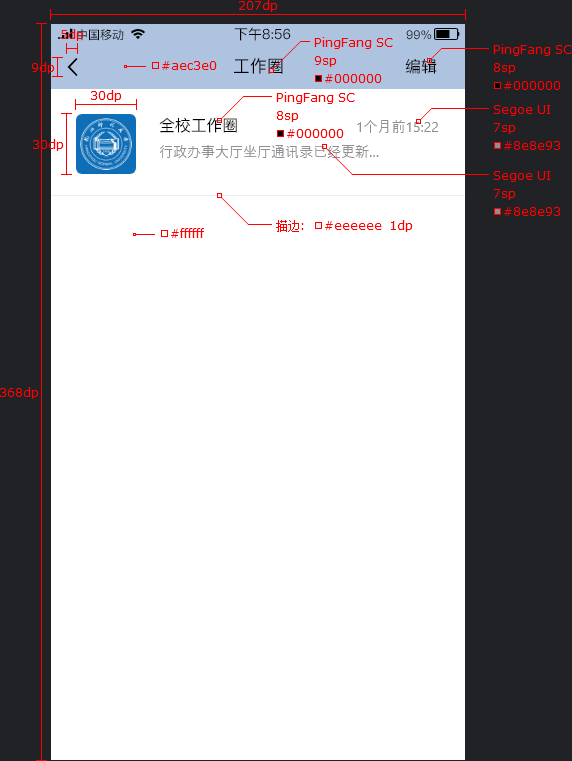 207dp
5dp
中国移动
下午8:56
99%
PingFang SC
9sp
#000000
9dp
#aec3e0
工作圈
编辑
PingFang SC
8sp
#000000
30dp
PingFang SC
8sp
#000000
Segoe UI
7sp
#8e8e93
30dp
全校工作圈
1个月前15:22
行政办事大厅坐厅通讯录已经更新...
Segoe UI
7sp
#8e8e93
#ffffff
描边: #eeeeee 1dp
368dp